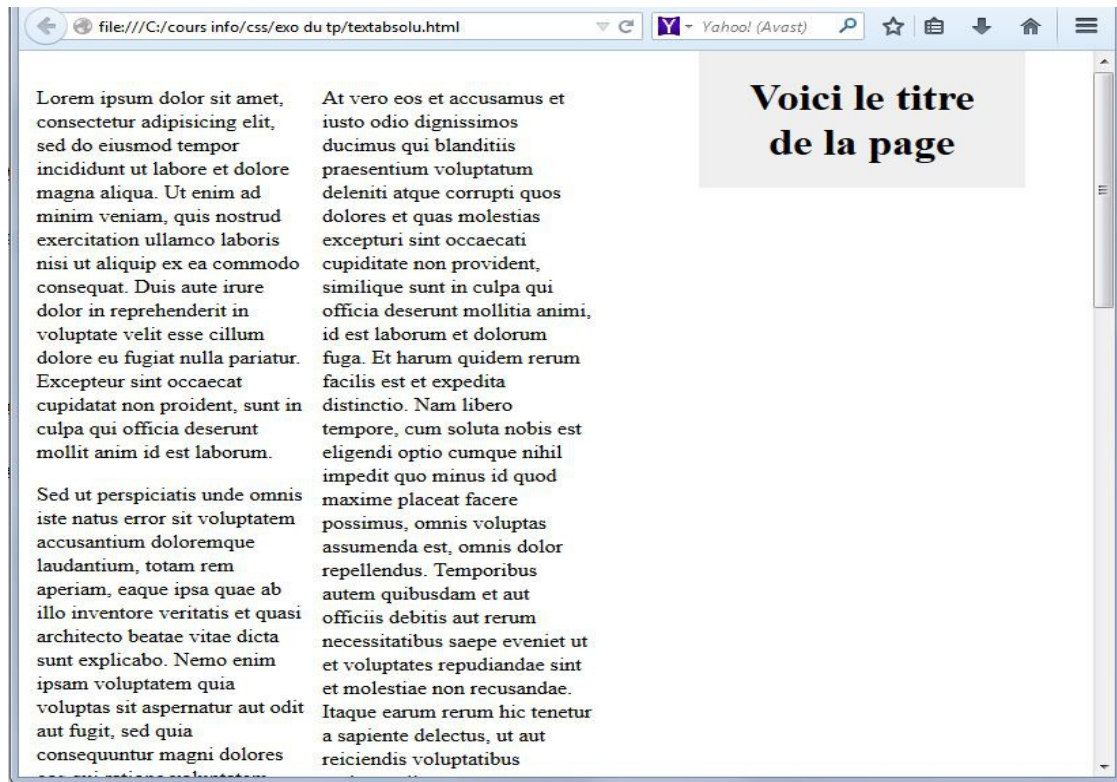 file:///C:/cours info/css/exo du tp/textabsolu.html
Yahoo! (Avast)
Voici le titre
de la page
Lorem ipsum dolor sit amet,
consectetur adipisicing elit,
sed do eiusmod tempor
incididunt ut labore et dolore
magna aliqua. Ut enim ad
minim veniam, quis nostrud
exercitation ullamco laboris
nisi ut aliquip ex ea commodo
consequat. Duis aute irure
dolor in reprehenderit in
voluptate velit esse cillum
dolore eu fugiat nulla pariatur.
Excepteur sint occaecat
cupidatat non proident, sunt in
culpa qui officia deserunt
mollit anim id est laborum.
Sed ut perspiciatis unde omnis
iste natus error sit voluptatem
accusantium doloremque
laudantium, totam rem
aperiam, eaque ipsa quae ab
illo inventore veritatis et quasi
architecto beatae vitae dicta
sunt explicabo. Nemo enim
ipsam voluptatem quia
voluptas sit aspernatur aut odit
aut fugit, sed quia
consequuntur magni dolores
At vero eos et accusamus et
iusto odio dignissimos
ducimus qui blanditiis
praesentium voluptatum
deleniti atque corrupti quos
dolores et quas molestias
excepturi sint occaecati
cupiditate non provident,
similique sunt in culpa qui
officia deserunt mollitia animi,
id est laborum et dolorum
fuga. Et harum quidem rerum
facilis est et expedita
distinctio. Nam libero
tempore, cum soluta nobis est
eligendi optio cumque nihil
impedit quo minus id quod
maxime placeat facere
possimus, omnis voluptas
assumenda est, omnis dolor
repellendus. Temporibus
autem quibusdam et aut
officiis debitis aut rerum
necessitatibus saepe eveniet ut
et voluptates repudiandae sint
et molestiae non recusandae.
Itaque earum rerum hic tenetur
a sapiente delectus, ut aut
reiciendis voluptatibus